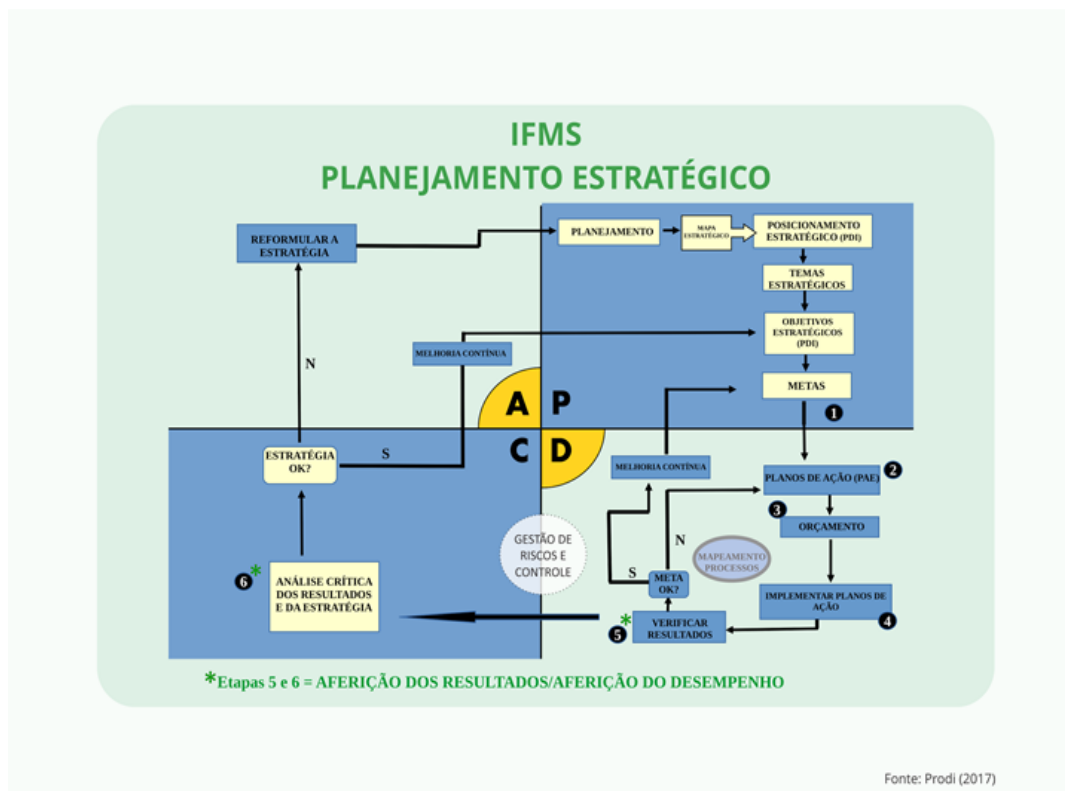 IFMS
PLANEJAMENTO ESTRATÉGICO
REFORMULAR A
ESTRATÉGIA
PLANEJAMENTO
MAPA
ESTRATÉGICO
POSICIONAMENTO
ESTRATÉGICO (PDI)
TEMAS
ESTRATÉGICOS
OBJETIVOS
ESTRATÉGICOS
(PDI)
MELHORIA CONTÍNUA
N
METAS
1
A
P
C
D
ESTRATÉGIA
OK?
S
MELHORIA CONTÍNUA
PLANOS DE AÇÃO (PAE)
2
3
ORÇAMENTO
GESTÃO DE
RISCOS E
CONTROLE
N
MAPEAMENTO
PROCESSOS
S
META
OK?
6
*
ANÁLISE CRÍTICA
DOS RESULTADOS
E DA ESTRATÉGIA
IMPLEMENTAR PLANOS DE
AÇÃO
4
*
5
VERIFICAR
RESULTADOS
*Etapas 5 e 6 = AFERIÇÃO DOS RESULTADOS/AFERIÇÃO DO DESEMPENHO
Fonte: Prodi (2017)